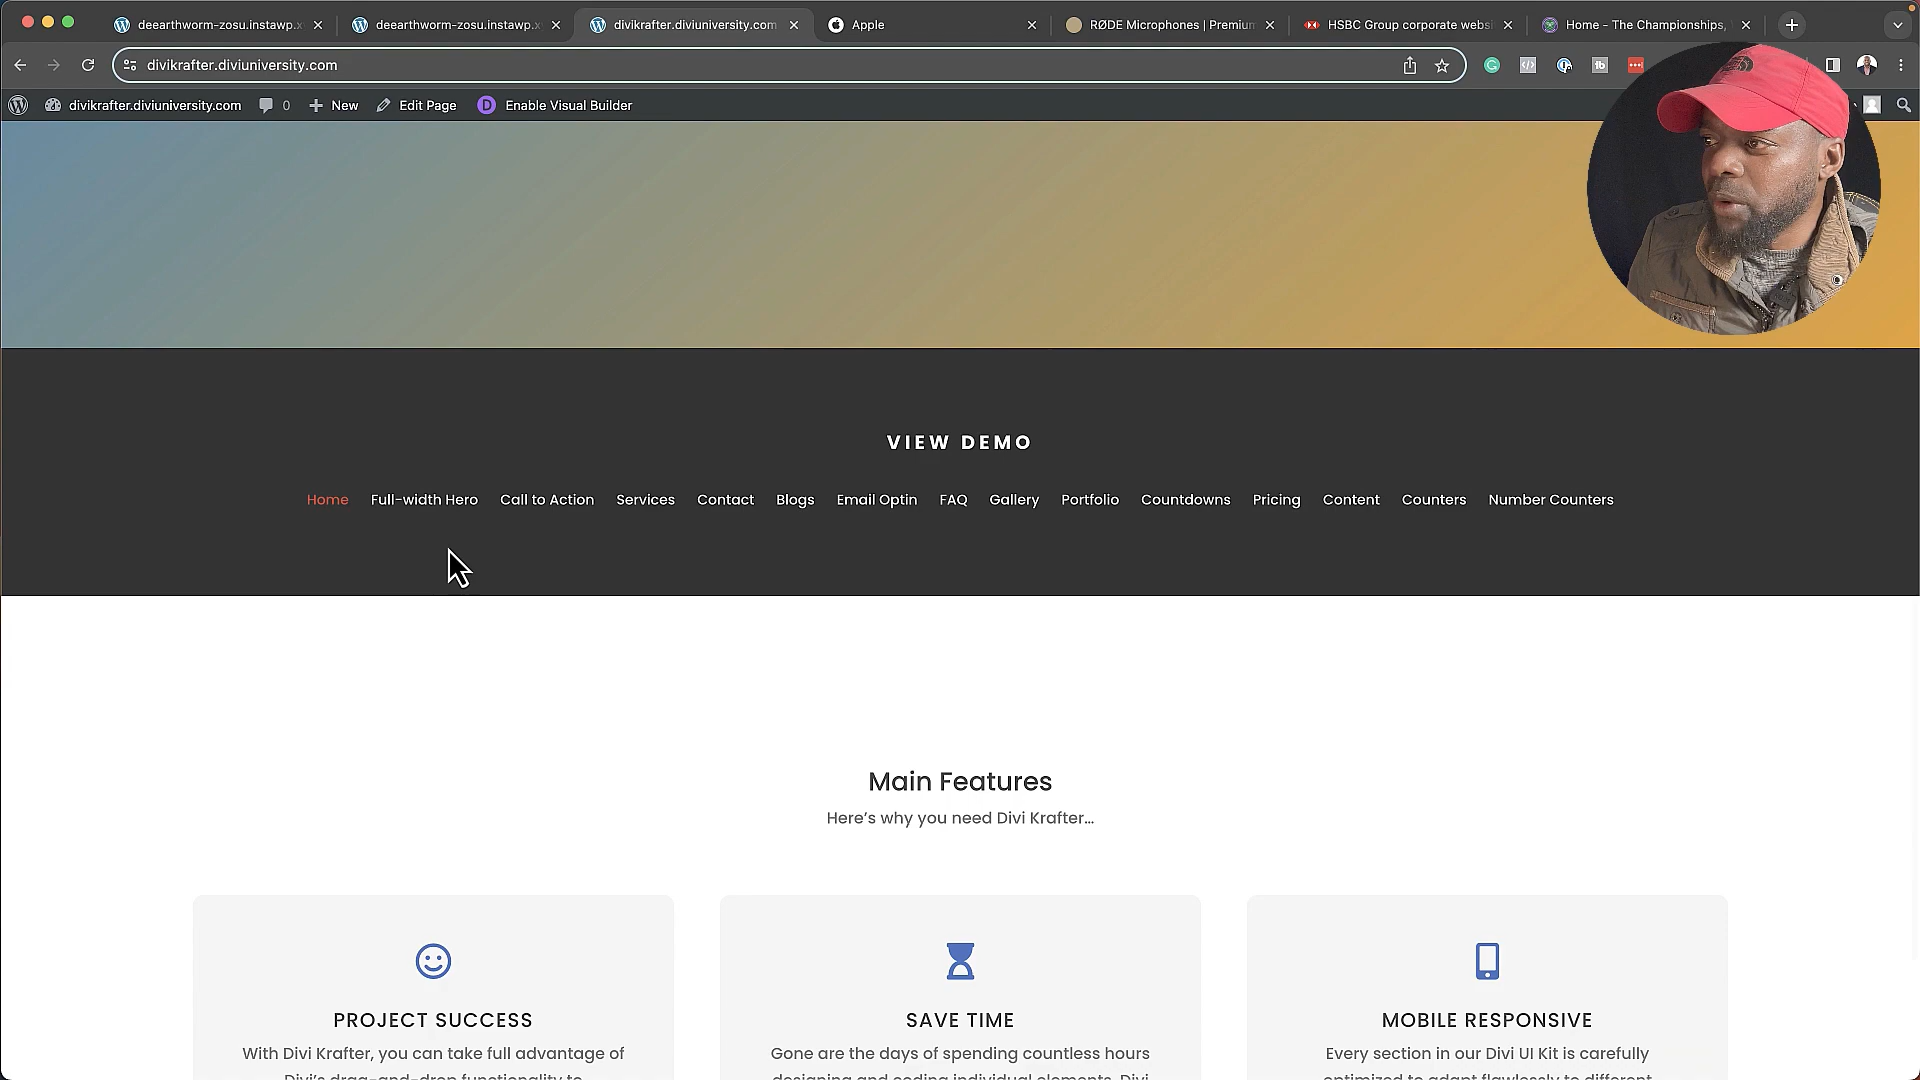 deearthworm-zosu.instawp.x
deearthworm-zosu.instawp.x
divikrafter.diviuniversity.com
Apple
RØDE Microphones | Premium
HSBC Group corporate websi
Home - The Championships,
divikrafter.diviuniversity.com
divikrafter.diviuniversity.com
0
New
Edit Page
D
Enable Visual Builder
VIEW DEMO
Home
Full-width Hero
Call to Action
Services
Contact
Blogs
Email Optin
FAQ
Gallery
Portfolio
Countdowns
Pricing
Content
Counters
Number Counters
Main Features
Here's why you need Divi Krafter...
PROJECT SUCCESS
With Divi Krafter, you can take full advantage of
Divi's drag-and-drop functionality to
SAVE TIME
Gone are the days of spending countless hours
designing and coding individual elements. Divi
MOBILE RESPONSIVE
Every section in our Divi UI Kit is carefully
optimized to adapt flawlessly to different